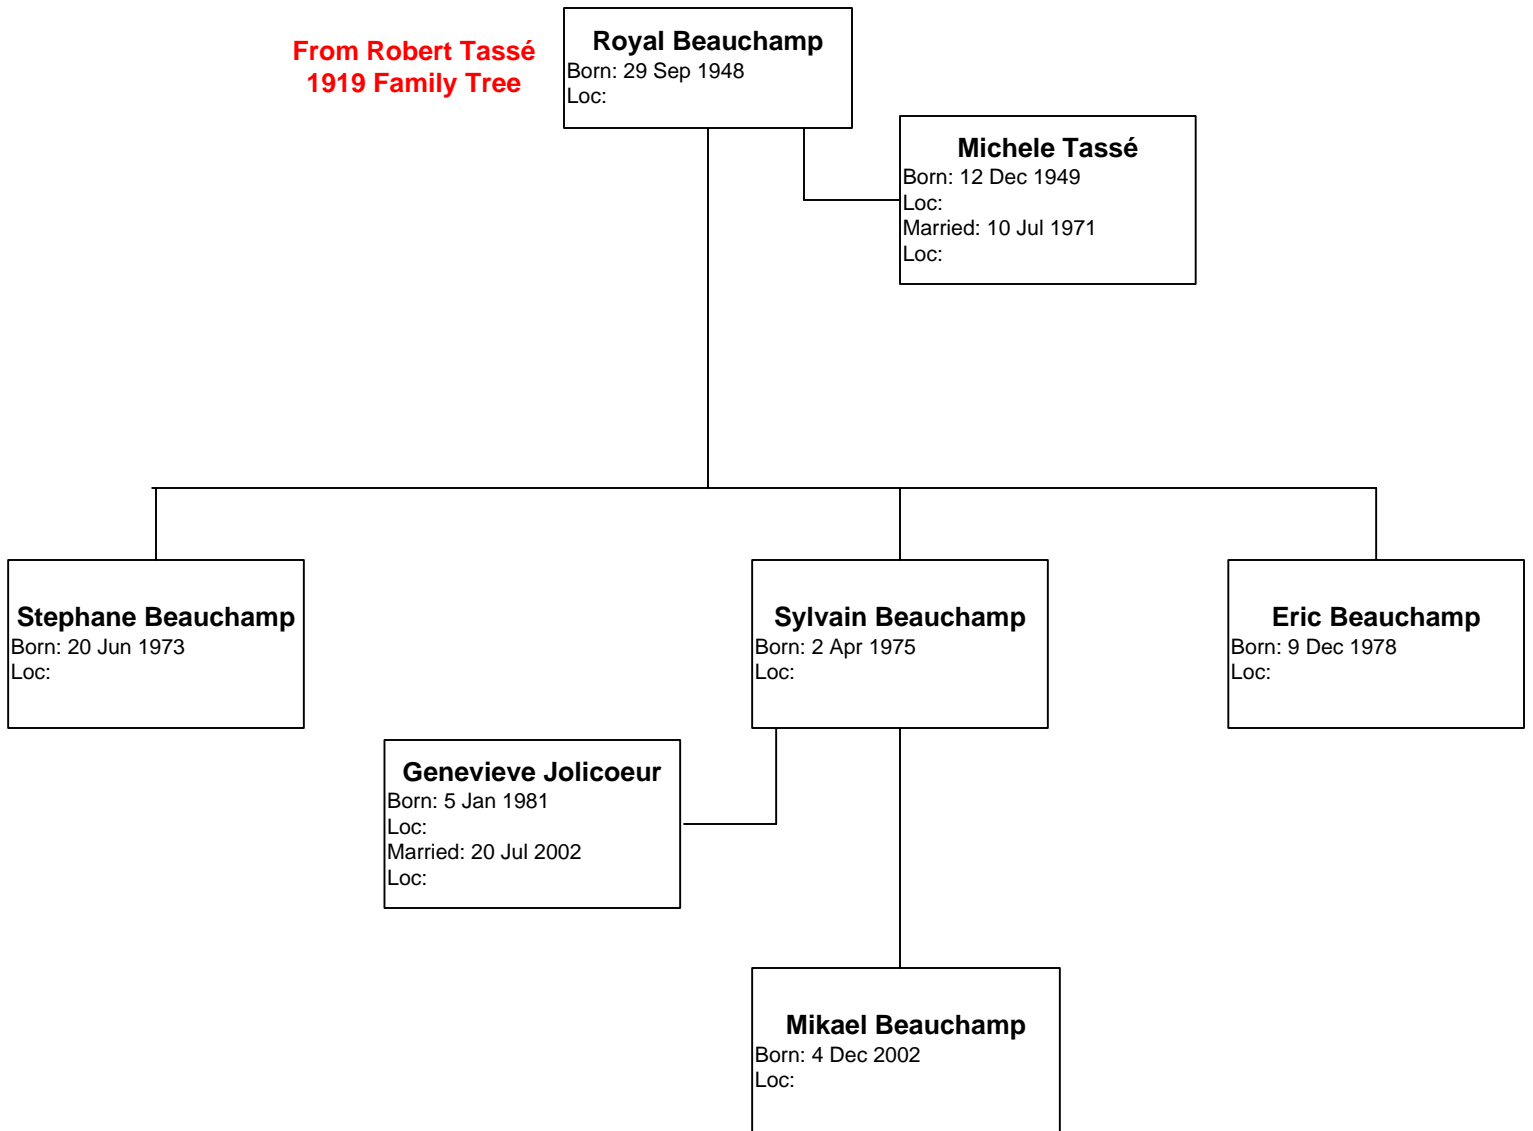 From Robert Tassé
1919 Family Tree
Royal Beauchamp
Born: 29 Sep 1948
Loc:
Michele Tassé
Born: 12 Dec 1949
Loc:
Married: 10 Jul 1971
Loc:
Stephane Beauchamp
Born: 20 Jun 1973
Loc:
Sylvain Beauchamp
Born: 2 Apr 1975
Loc:
Eric Beauchamp
Born: 9 Dec 1978
Loc:
Genevieve Jolicoeur
Born: 5 Jan 1981
Loc:
Married: 20 Jul 2002
Loc:
Mikael Beauchamp
Born: 4 Dec 2002
Loc: